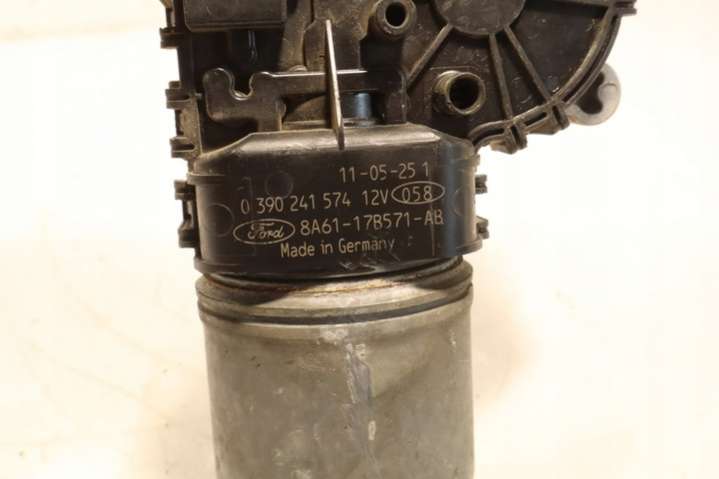 11-05-25 1
0 390 241 574 12V 058
Ford 8A61-17B571-AB
Made in Germany